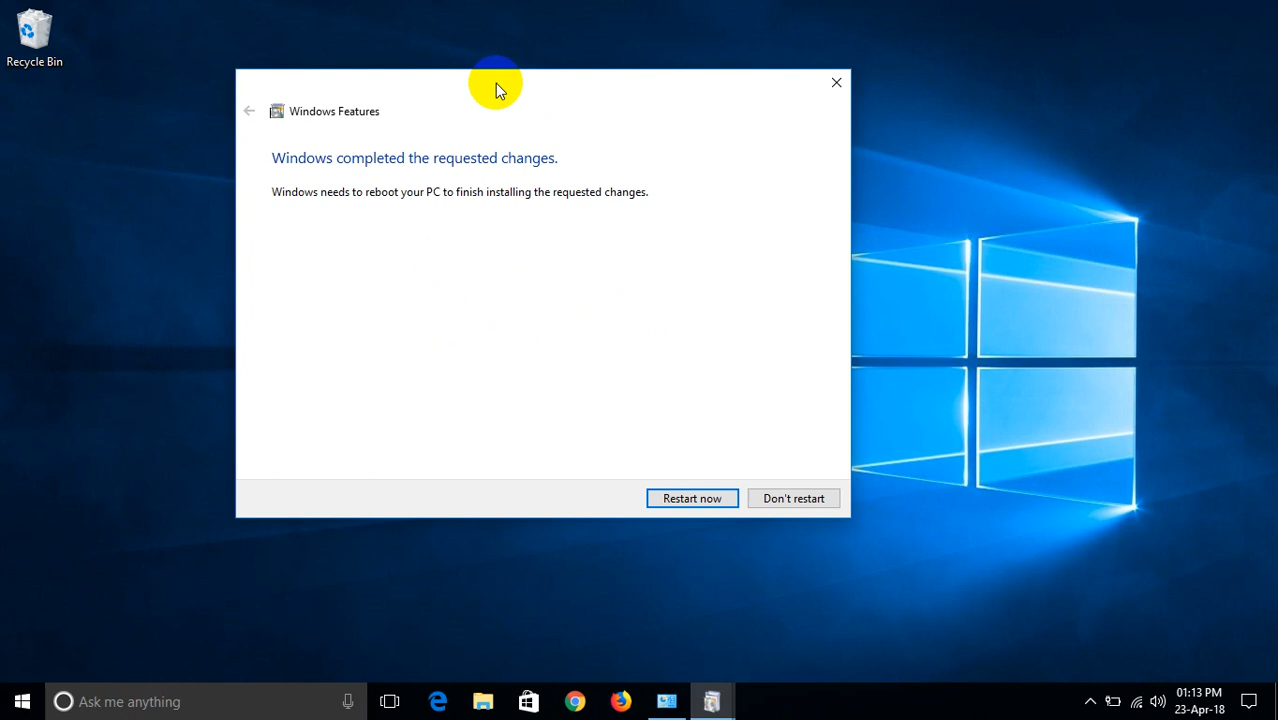 Recycle Bin
Windows Features
Windows completed the requested changes.
Windows needs to reboot your PC to finish installing the requested changes.
Restart now
Don't restart
Ask me anything
01:13 PM
23-Apr-18